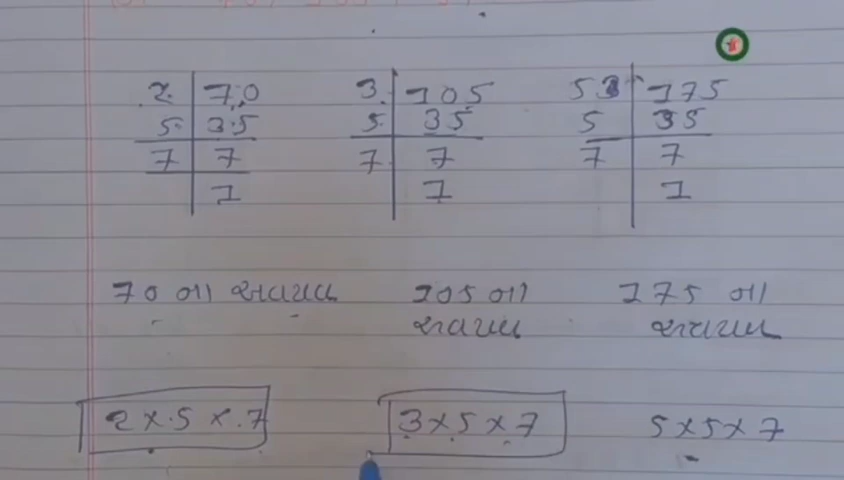 2 70 3 105 5 175
5 35 5 35 5 35
7 7 7 7 7 7
1 1 1
70 ના અવયવ 105 ના 175 ના
અવયવ અવયવ
2 × 5 × 7 3 × 5 × 7 5 × 5 × 7